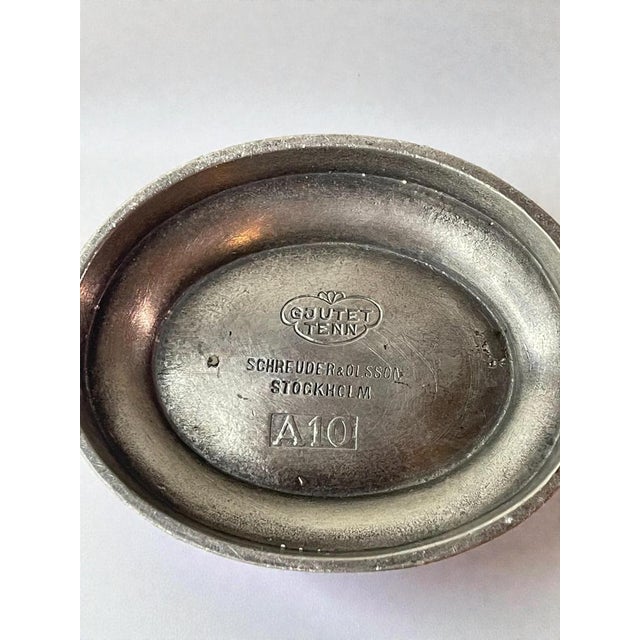 GJUTET
TENN
SCHREUDER & OLSSON
STOCKHOLM
A10